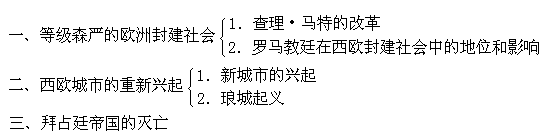 一、等级森严的欧洲封建社会
1．查理·马特的改革
2．罗马教廷在西欧封建社会中的地位和影响
二、西欧城市的重新兴起
1．新城市的兴起
2．琅城起义
三、拜占廷帝国的灭亡